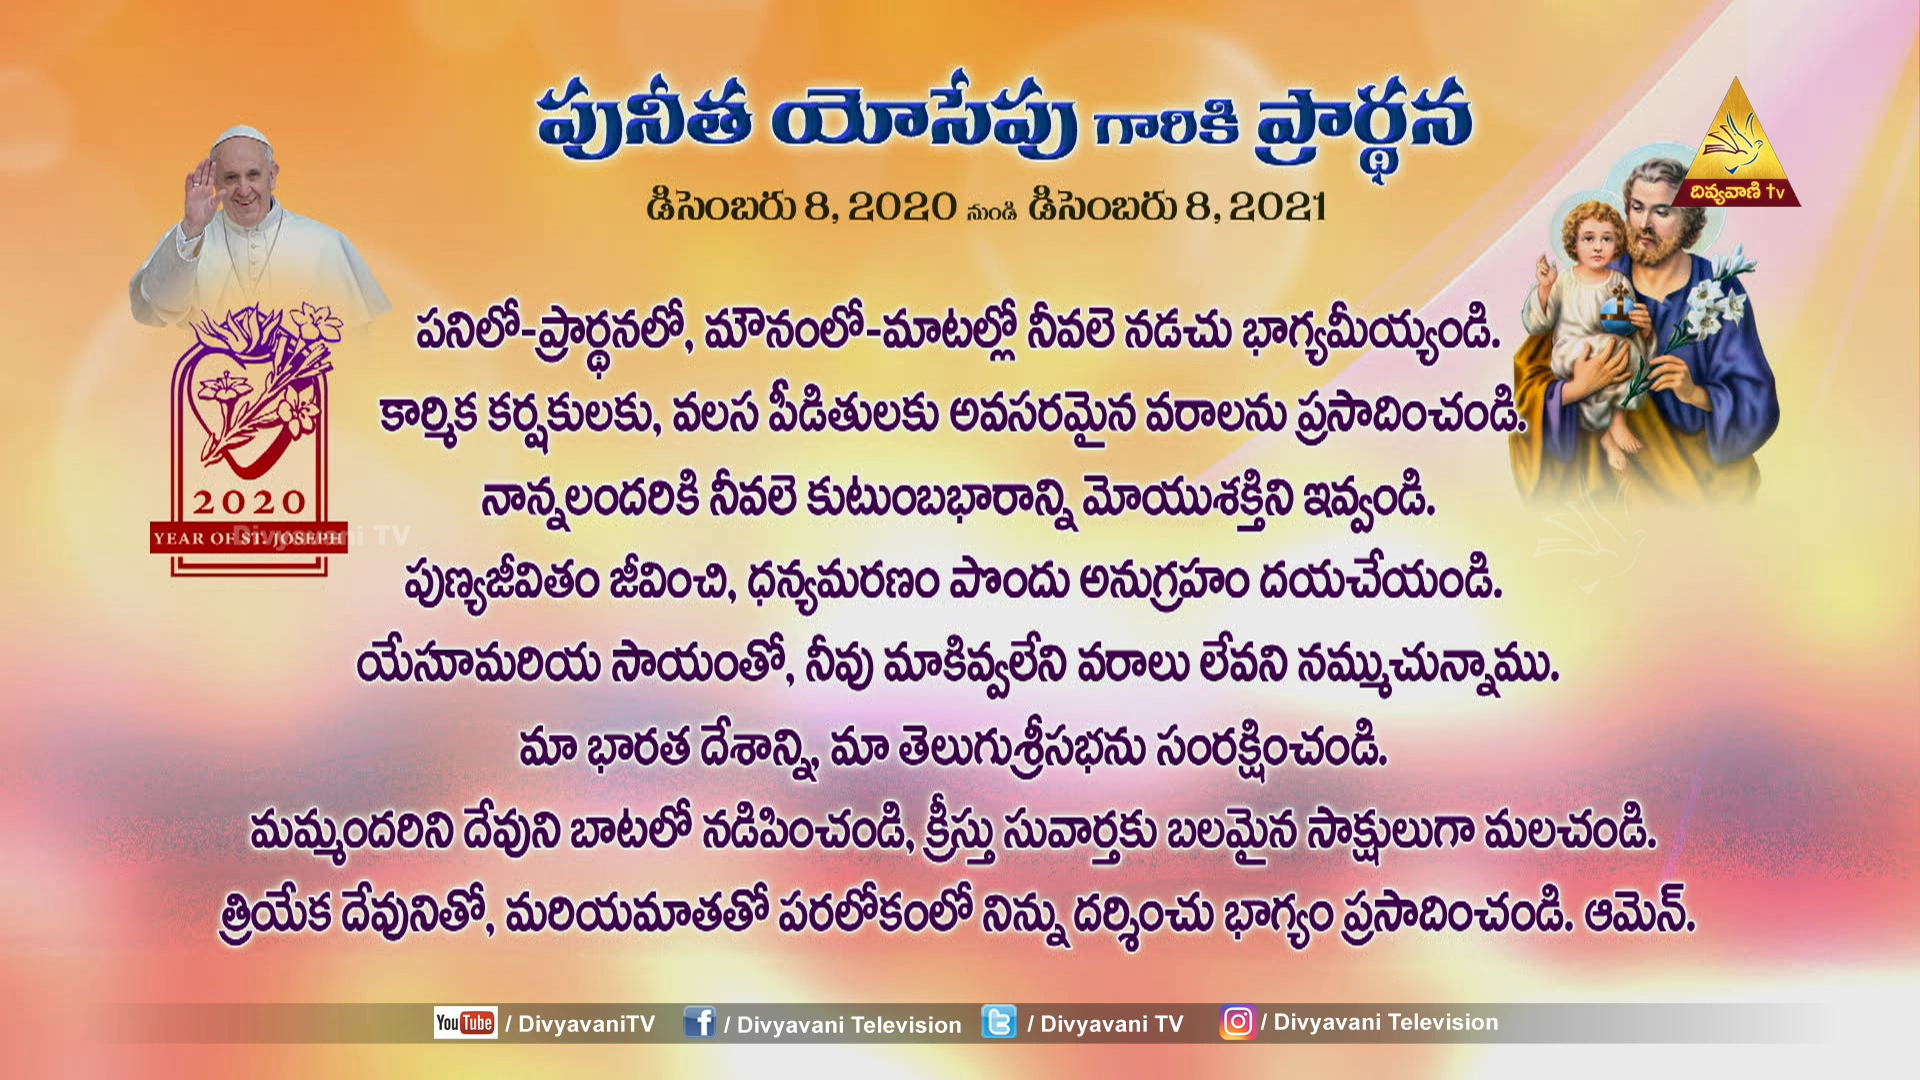 పునీత యోసేపు గారికి ప్రార్థన
డిసెంబరు 8, 2020 నుండి డిసెంబరు 8, 2021
దివ్యవాణి tv
పనిలో-ప్రార్థనలో, మౌనంలో-మాటల్లో నీవలె నడచు భాగ్యమీయ్యండి.
కార్మిక కర్షకులకు, వలస పీడితులకు అవసరమైన వరాలను ప్రసాదించండి.
నాన్నలందరికి నీవలె కుటుంబభారాన్ని మోయుశక్తిని ఇవ్వండి.
2020
YEAR OF ST. JOSEPH
Divyavani TV
పుణ్యజీవితం జీవించి, ధన్యమరణం పొందు అనుగ్రహం దయచేయండి.
యేసూమరియ సాయంతో, నీవు మాకివ్వలేని వరాలు లేవని నమ్ముచున్నాము.
మా భారత దేశాన్ని, మా తెలుగుశ్రీసభను సంరక్షించండి.
మమ్మందరిని దేవుని బాటలో నడిపించండి, క్రీస్తు సువార్తకు బలమైన సాక్షులుగా మలచండి.
త్రియేక దేవునితో, మరియమాతతో పరలోకంలో నిన్ను దర్శించు భాగ్యం ప్రసాదించండి. ఆమెన్.
YouTube / DivyavaniTV f / Divyavani Television / Divyavani TV / Divyavani Television